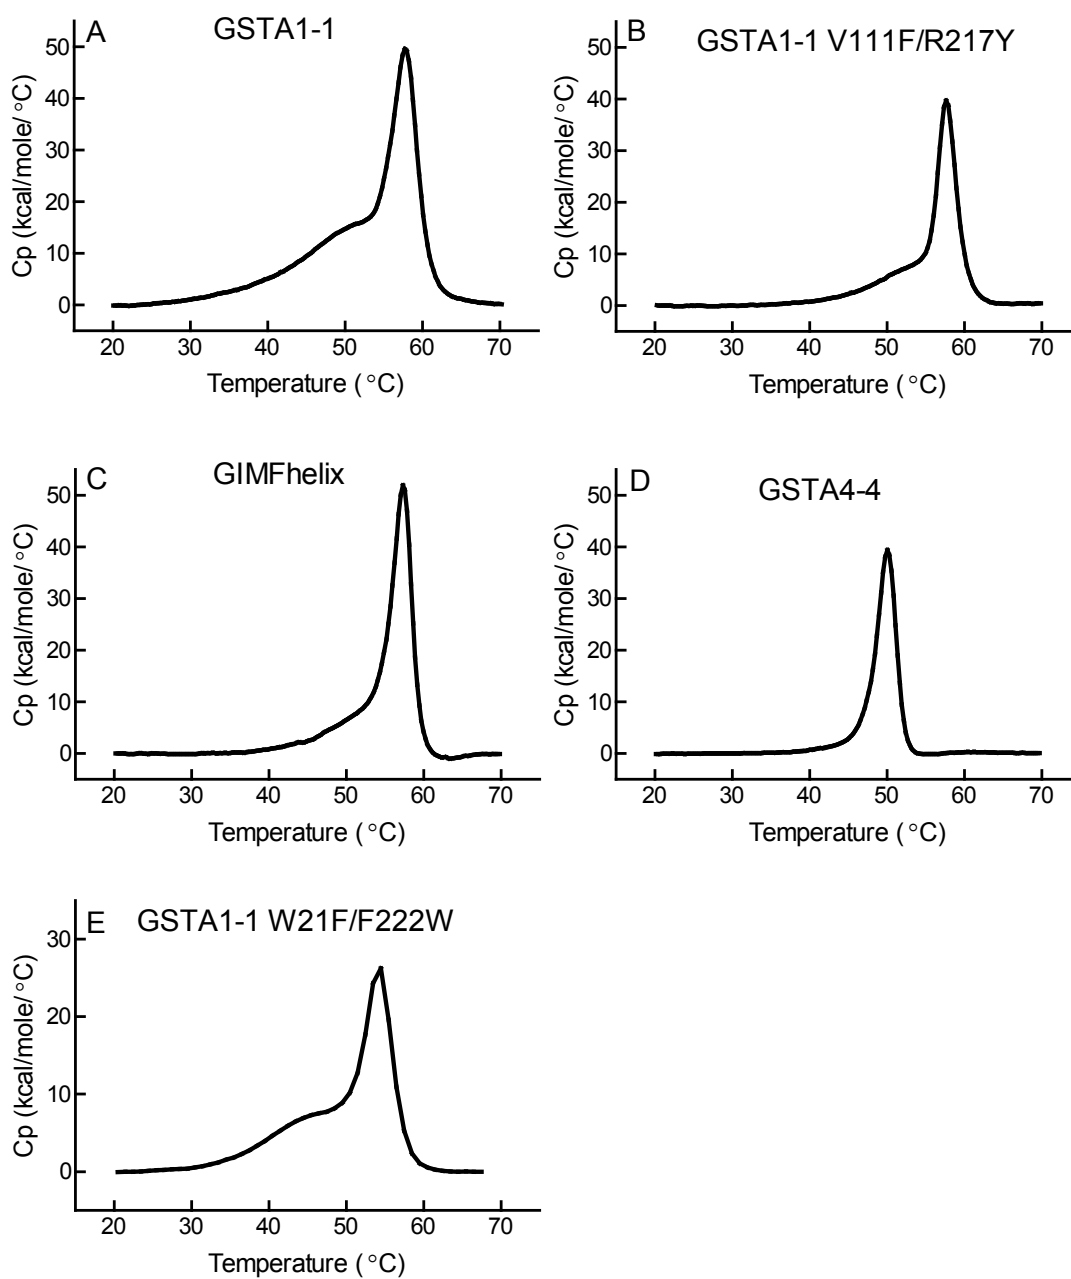 A
GSTA1-1
50
40
30
20
10
0
Cp (kcal/mole/ °C)
20 30 40 50 60 70
Temperature ( °C)
B
GSTA1-1 V111F/R217Y
50
40
30
20
10
0
Cp (kcal/mole/ °C)
20 30 40 50 60 70
Temperature ( °C)
C
GIMFhelix
50
40
30
20
10
0
Cp (kcal/mole/ °C)
20 30 40 50 60 70
Temperature ( °C)
D
GSTA4-4
50
40
30
20
10
0
Cp (kcal/mole/ °C)
20 30 40 50 60 70
Temperature ( °C)
E GSTA1-1 W21F/F222W
30
20
10
0
Cp (kcal/mole/ °C)
20 30 40 50 60 70
Temperature ( °C)